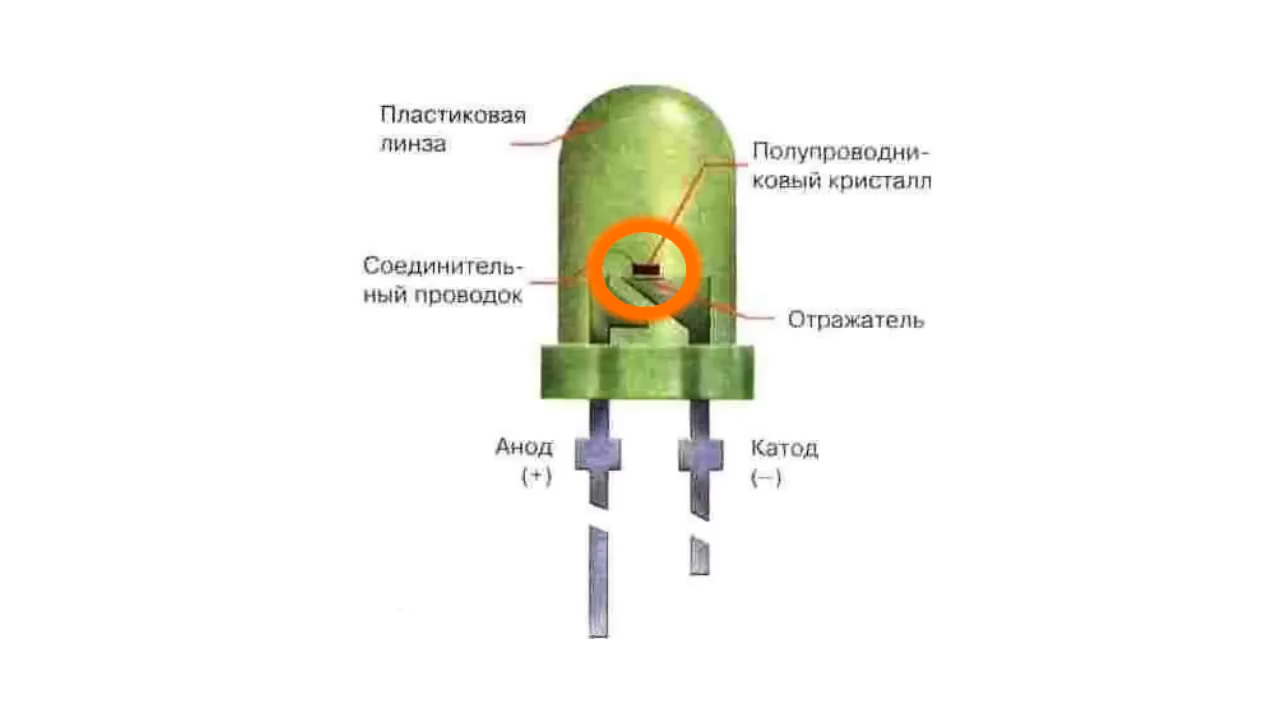 Пластиковая
линза
Полупроводни-
ковый кристалл
Соединитель-
ный проводок
Отражатель
Анод
(+)
Катод
(−)